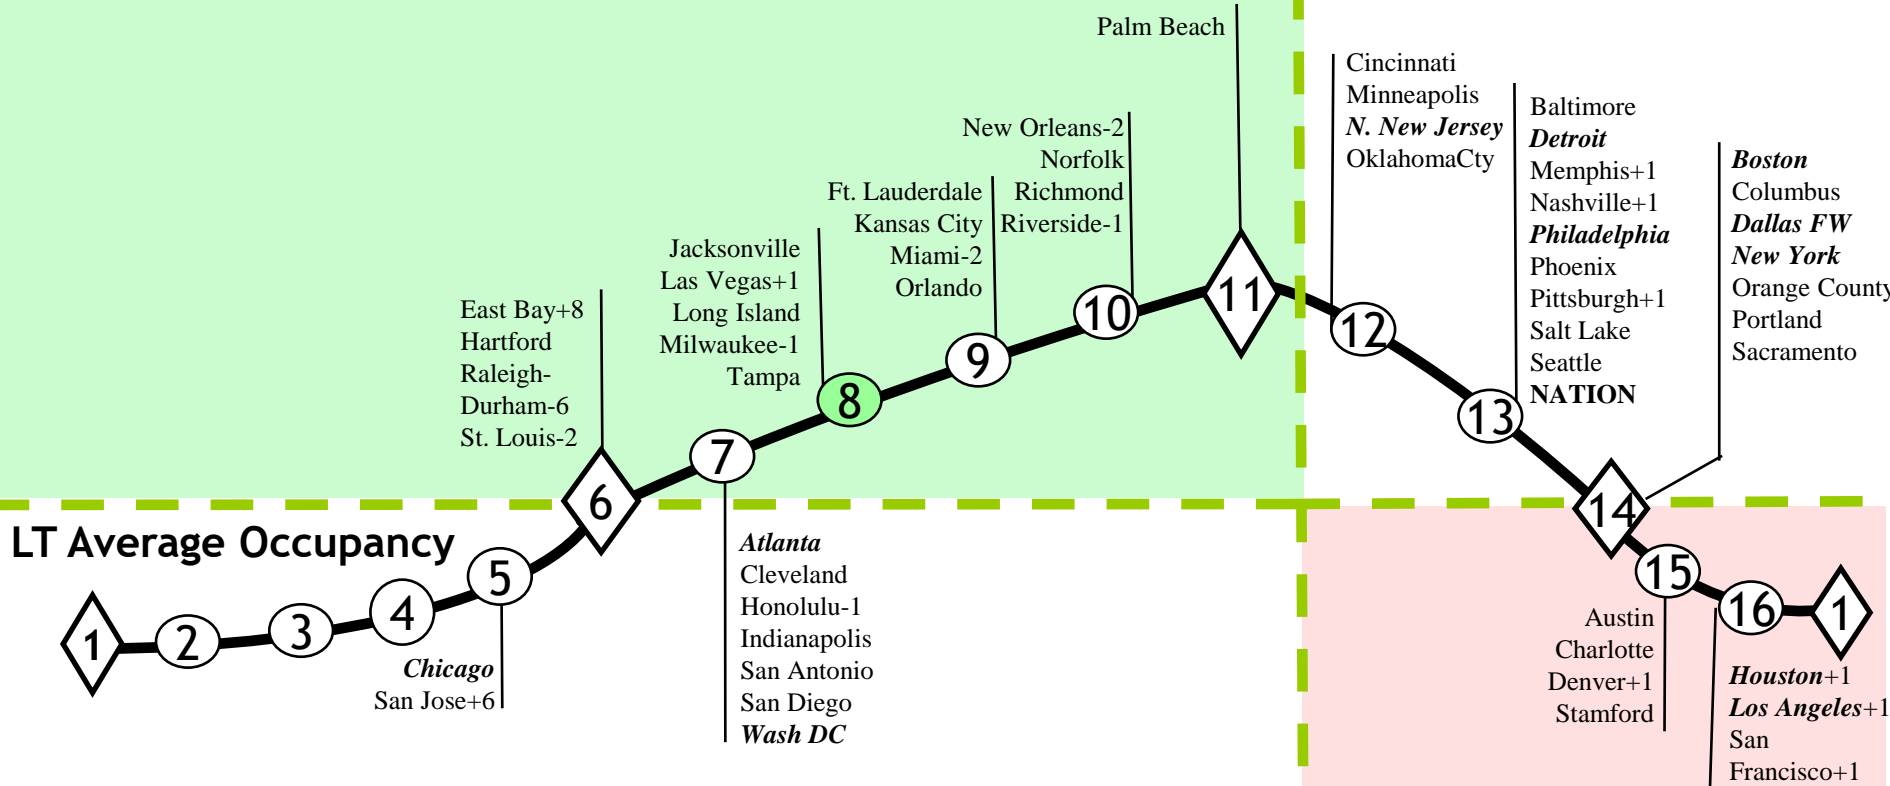 Palm Beach
Cincinnati
Minneapolis
N. New Jersey
OklahomaCty
Baltimore
Detroit
Memphis+1
Nashville+1
Philadelphia
Phoenix
Pittsburgh+1
Salt Lake
Seattle
NATION
Boston
Columbus
Dallas FW
New York
Orange County
Portland
Sacramento
New Orleans-2
Norfolk
Richmond
Riverside-1
Ft. Lauderdale
Kansas City
Miami-2
Orlando
Jacksonville
Las Vegas+1
Long Island
Milwaukee-1
Tampa
East Bay+8
Hartford
Raleigh-
Durham-6
St. Louis-2
11
10
12
9
8
13
7
6
14
LT Average Occupancy
5
15
4
16
1
3
2
1
Chicago
San Jose+6
Atlanta
Cleveland
Honolulu-1
Indianapolis
San Antonio
San Diego
Wash DC
Austin
Charlotte
Denver+1
Stamford
Houston+1
Los Angeles+1
San
Francisco+1